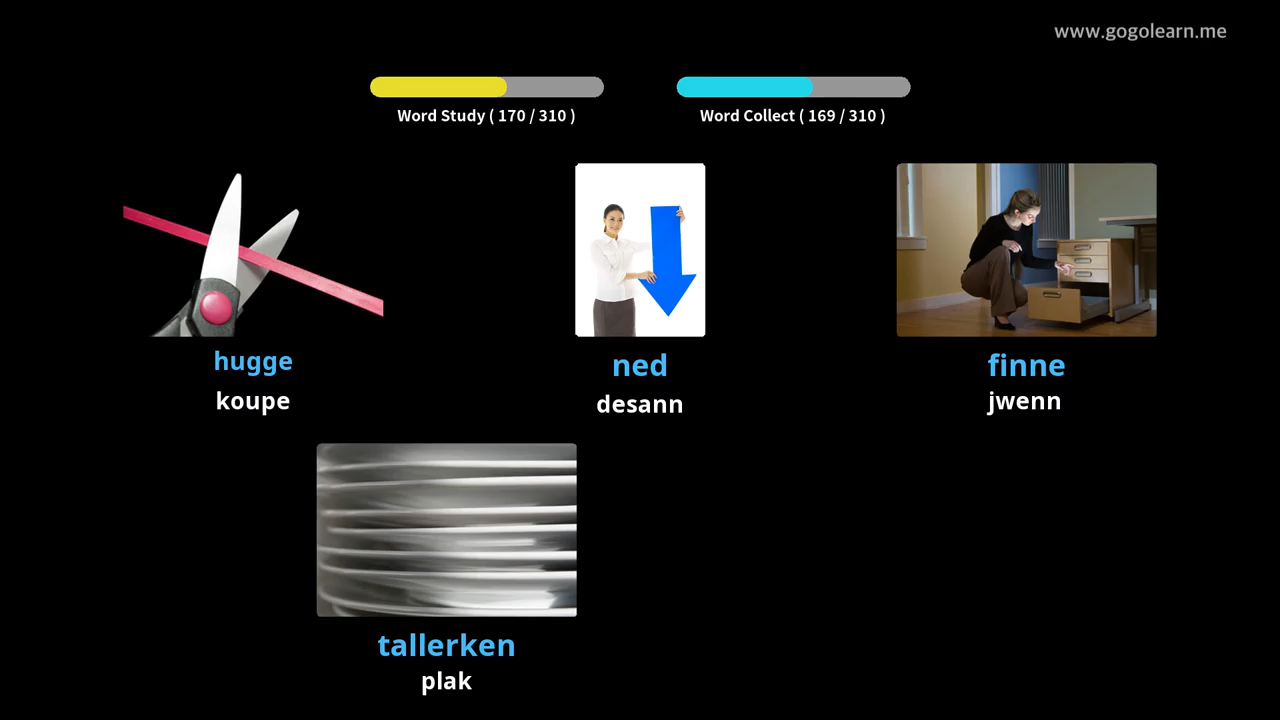 www.gogolearn.me
Word Study ( 170 / 310 )
Word Collect ( 169 / 310 )
hugge
koupe
ned
desann
finne
jwenn
tallerken
plak